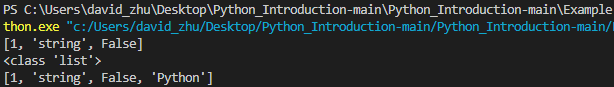 PS C:\Users\david_zhu\Desktop\Python_Introduction-main\Python_Introduction-main\Example
thon.exe "c:/Users/david_zhu/Desktop/Python_Introduction-main/Python_Introduction-main/
[1, 'string', False]
<class 'list'>
[1, 'string', False, 'Python']